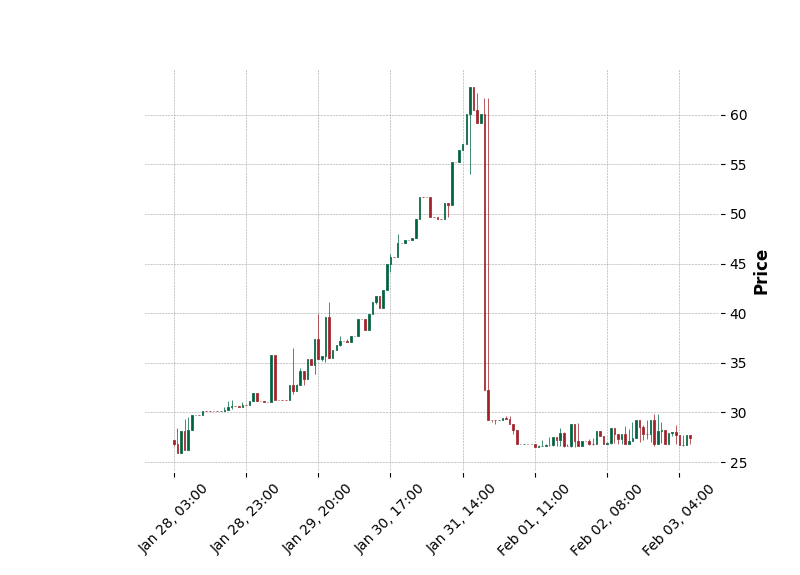 60
55
50
45
40
35
30
25
Price
Jan 28, 03:00
Jan 28, 23:00
Jan 29, 20:00
Jan 30, 17:00
Jan 31, 14:00
Feb 01, 11:00
Feb 02, 08:00
Feb 03, 04:00